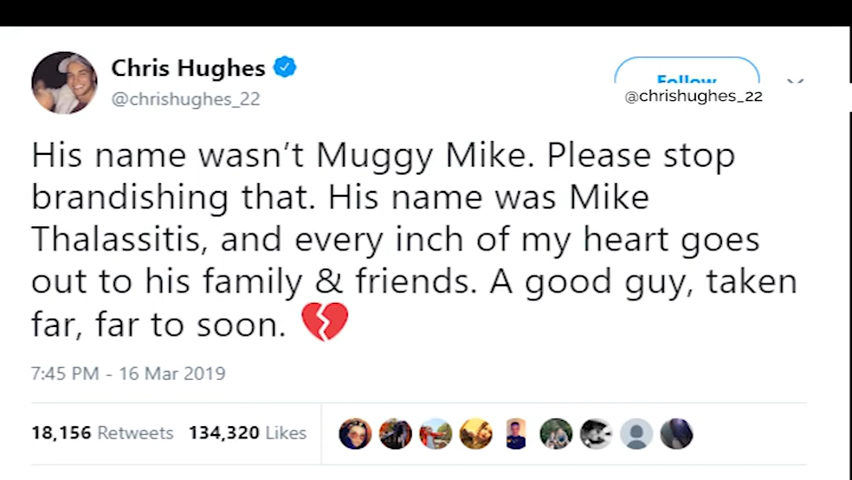 Chris Hughes
@chrishughes_22
Follow
@chrishughes_22
His name wasn't Muggy Mike. Please stop
brandishing that. His name was Mike
Thalassitis, and every inch of my heart goes
out to his family & friends. A good guy, taken
far, far to soon. 💔
7:45 PM - 16 Mar 2019
18,156 Retweets 134,320 Likes